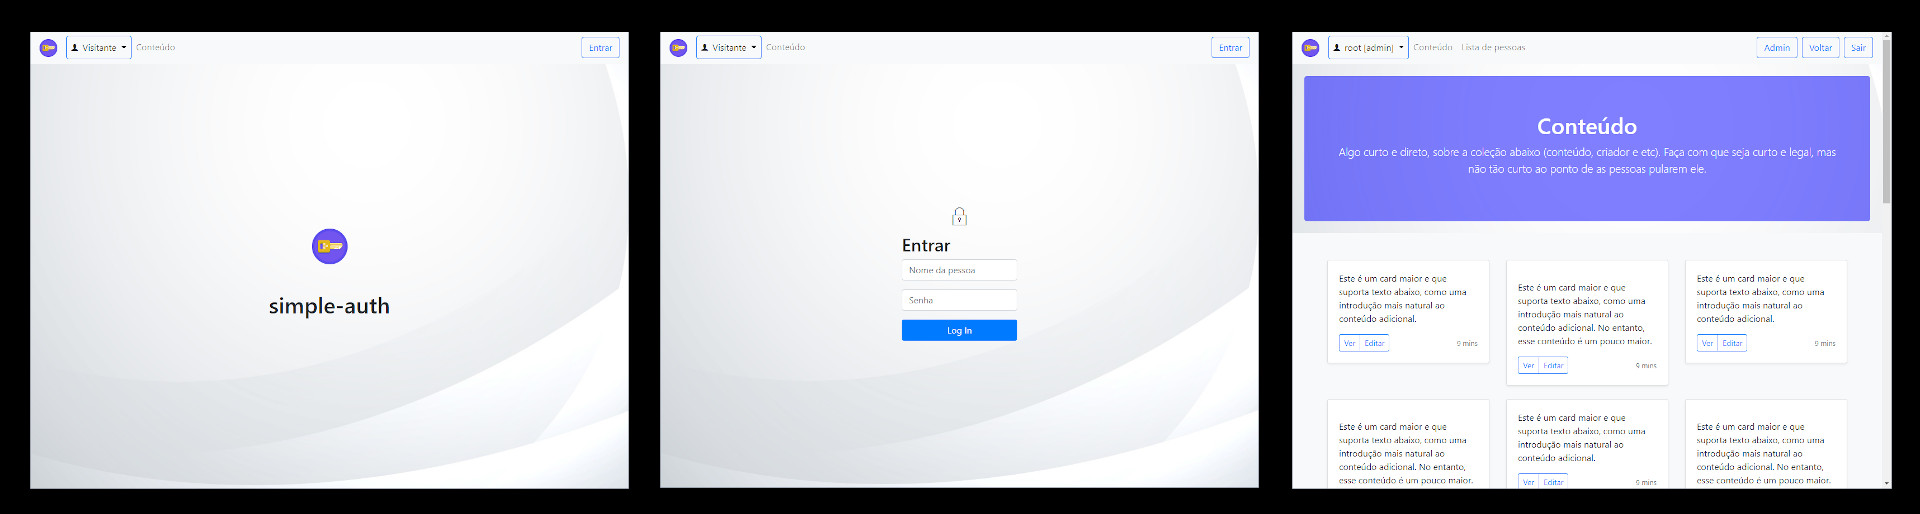 Visitante
Conteúdo
Entrar
simple-auth
Visitante
Conteúdo
Entrar
Entrar
Nome da pessoa
Senha
Log In
root [admin]
Conteúdo
Lista de pessoas
Admin
Voltar
Sair
Conteúdo
Algo curto e direto, sobre a coleção abaixo (conteúdo, criador e etc). Faça com que seja curto e legal, mas
não tão curto ao ponto de as pessoas pularem ele.
Este é um card maior e que
suporta texto abaixo, como uma
introdução mais natural ao
conteúdo adicional.
Ver
Editar
9 mins
Este é um card maior e que
suporta texto abaixo, como uma
introdução mais natural ao
conteúdo adicional. No entanto,
esse conteúdo é um pouco maior.
Ver
Editar
9 mins
Este é um card maior e que
suporta texto abaixo, como uma
introdução mais natural ao
conteúdo adicional.
Ver
Editar
9 mins
Este é um card maior e que
suporta texto abaixo, como uma
introdução mais natural ao
conteúdo adicional. No entanto,
esse conteúdo é um pouco maior.
Este é um card maior e que
suporta texto abaixo, como uma
introdução mais natural ao
conteúdo adicional.
Ver
Editar
9 mins
Este é um card maior e que
suporta texto abaixo, como uma
introdução mais natural ao
conteúdo adicional. No entanto,
esse conteúdo é um pouco maior.